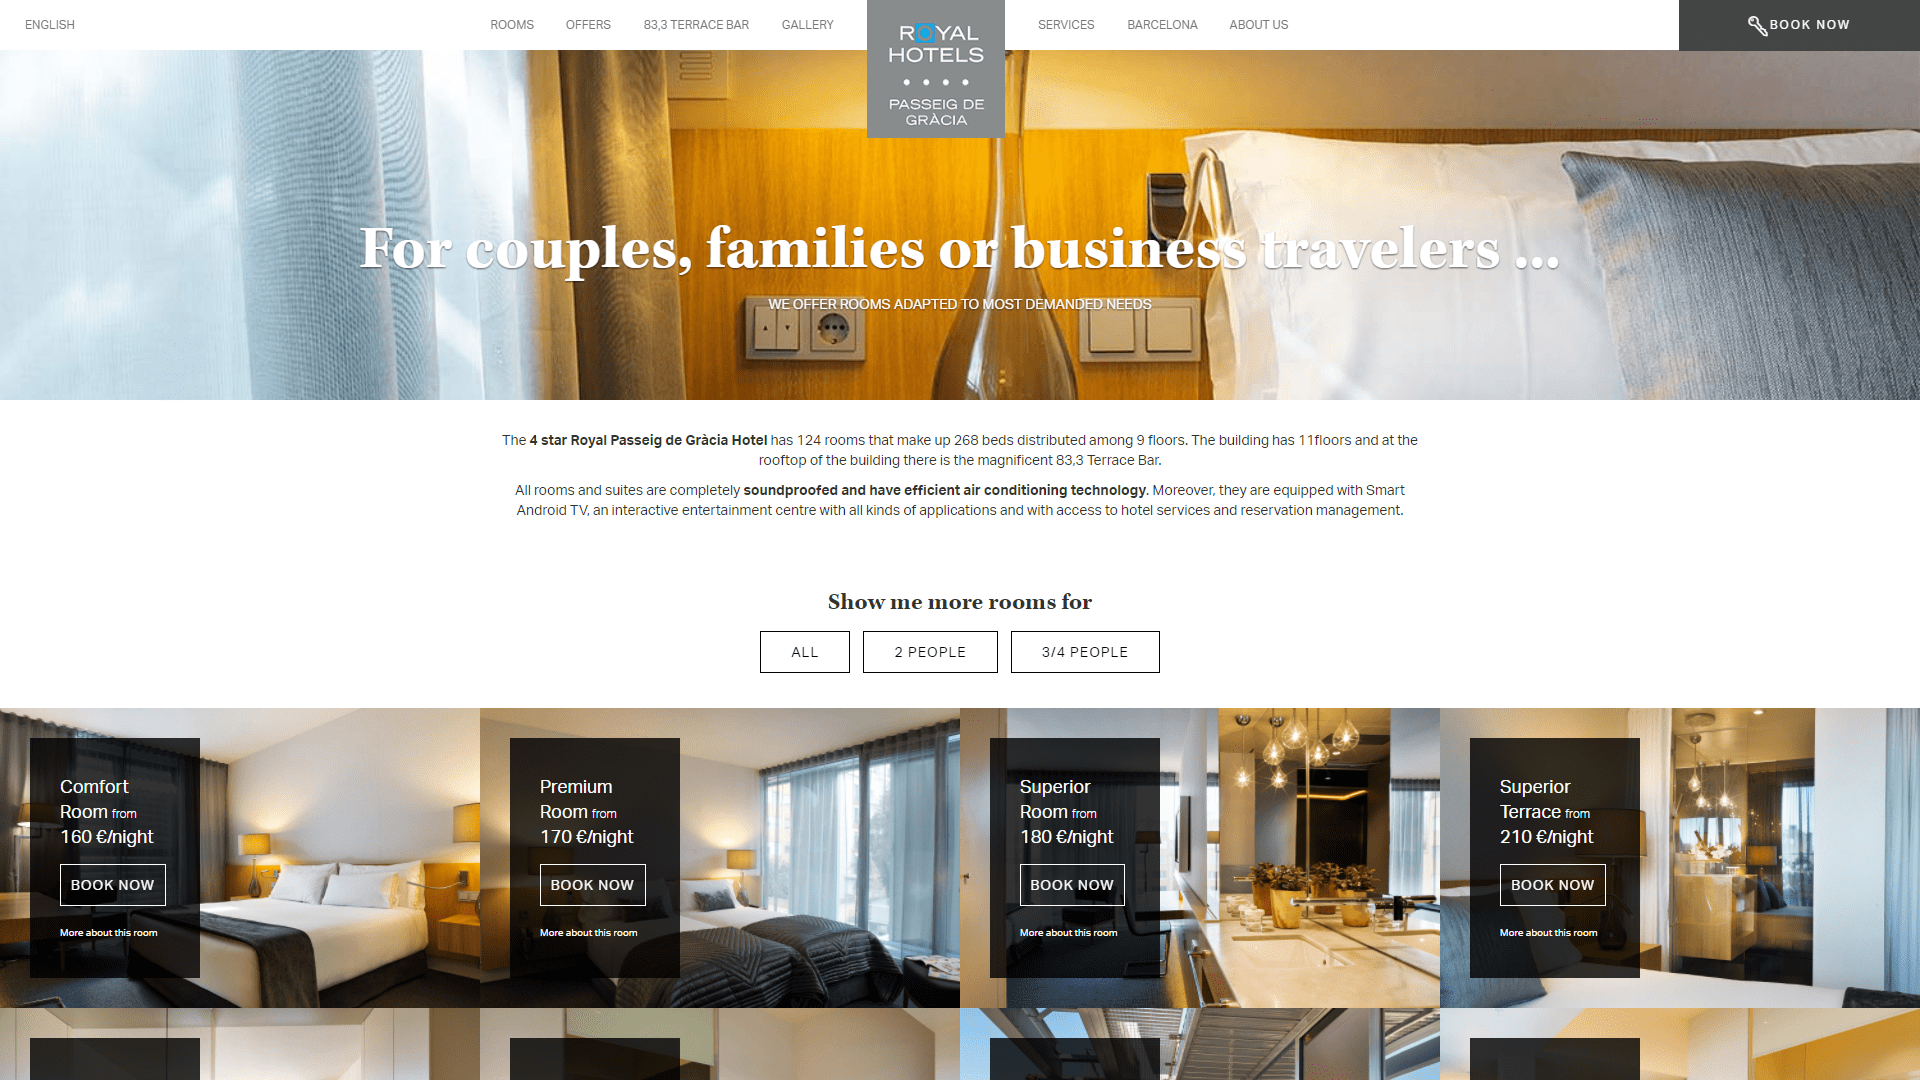 ENGLISH
ROOMS
OFFERS
83,3 TERRACE BAR
GALLERY
ROYAL
HOTELS
PASSEIG DE
GRÀCIA
SERVICES
BARCELONA
ABOUT US
BOOK NOW
For couples, families or business travelers ...
WE OFFER ROOMS ADAPTED TO MOST DEMANDED NEEDS
The 4 star Royal Passeig de Gràcia Hotel has 124 rooms that make up 268 beds distributed among 9 floors. The building has 11floors and at the
rooftop of the building there is the magnificent 83,3 Terrace Bar.
All rooms and suites are completely soundproofed and have efficient air conditioning technology. Moreover, they are equipped with Smart
Android TV, an interactive entertainment centre with all kinds of applications and with access to hotel services and reservation management.
Show me more rooms for
ALL
2 PEOPLE
3/4 PEOPLE
Comfort
Room from
160 €/night
BOOK NOW
More about this room
Premium
Room from
170 €/night
BOOK NOW
More about this room
Superior
Room from
180 €/night
BOOK NOW
More about this room
Superior
Terrace from
210 €/night
BOOK NOW
More about this room